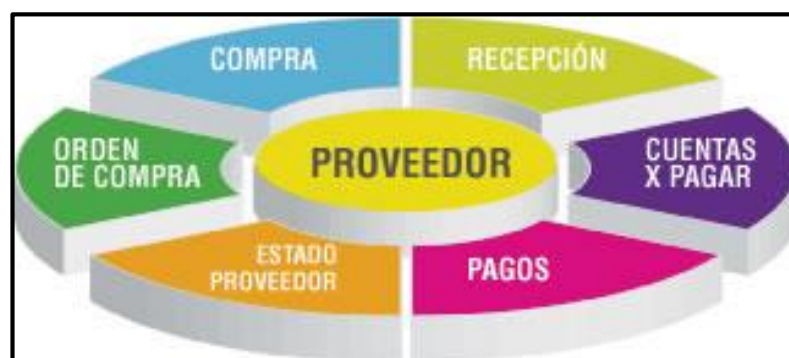 COMPRA
RECEPCIÓN
ORDEN
DE COMPRA
PROVEEDOR
CUENTAS
X PAGAR
ESTADO
PROVEEDOR
PAGOS